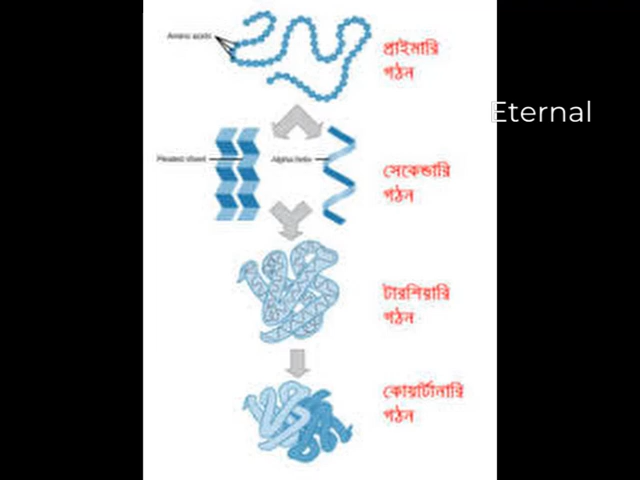 Amino acids
প্রাইমারি
গঠন
Eternal
Pleated sheet
Alpha helix
সেকেন্ডারি
গঠন
টারশিয়ারি
গঠন
কোয়ার্টানারি
গঠন